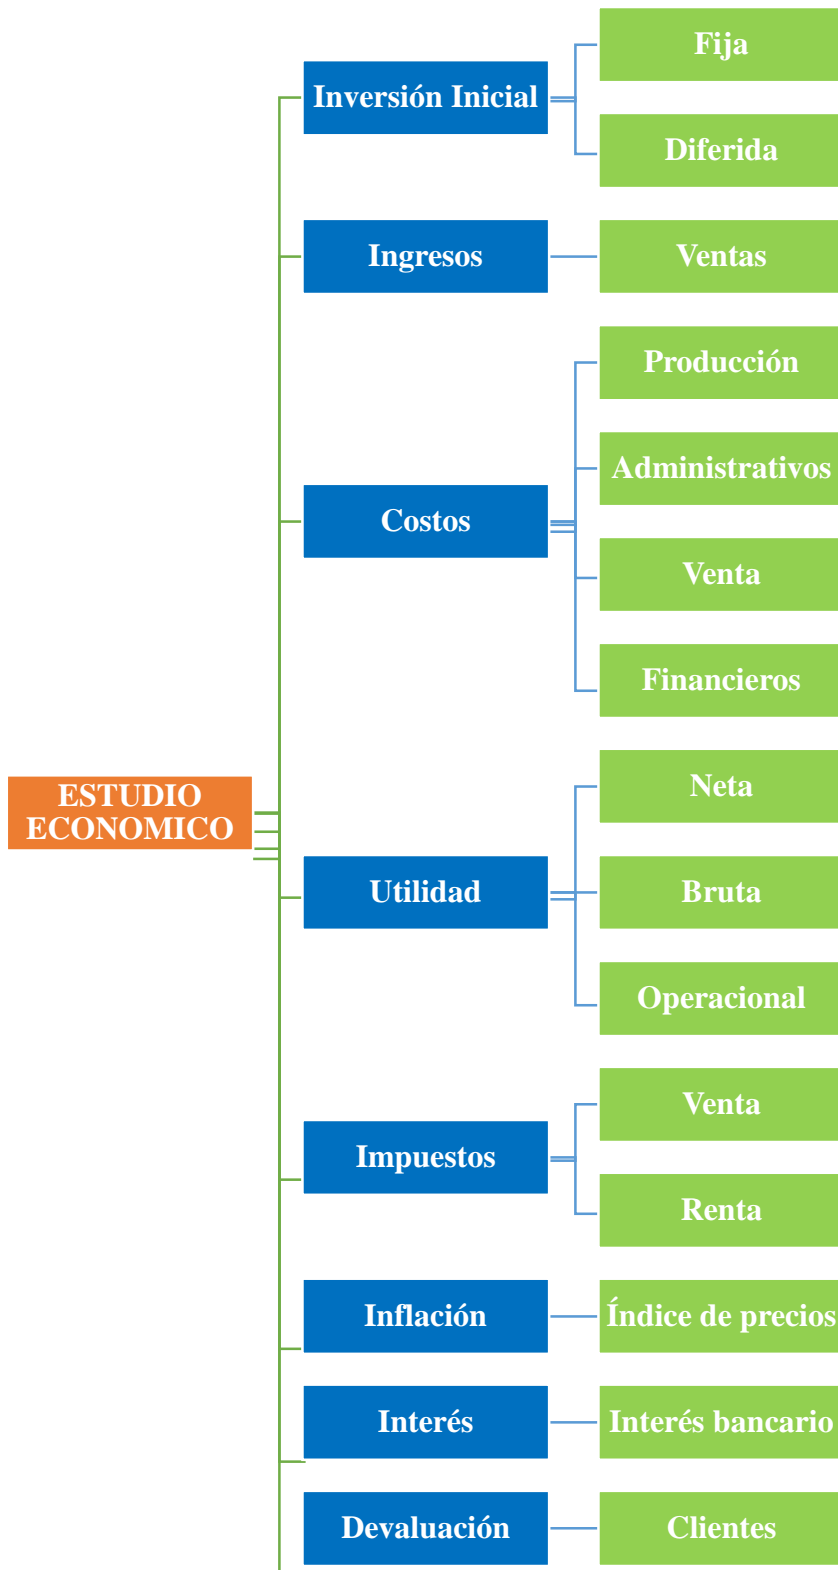 ESTUDIO
ECONOMICO
Inversión Inicial
Fija
Diferida
Ingresos
Ventas
Costos
Producción
Administrativos
Venta
Financieros
Utilidad
Neta
Bruta
Operacional
Impuestos
Venta
Renta
Inflación
Índice de precios
Interés
Interés bancario
Devaluación
Clientes